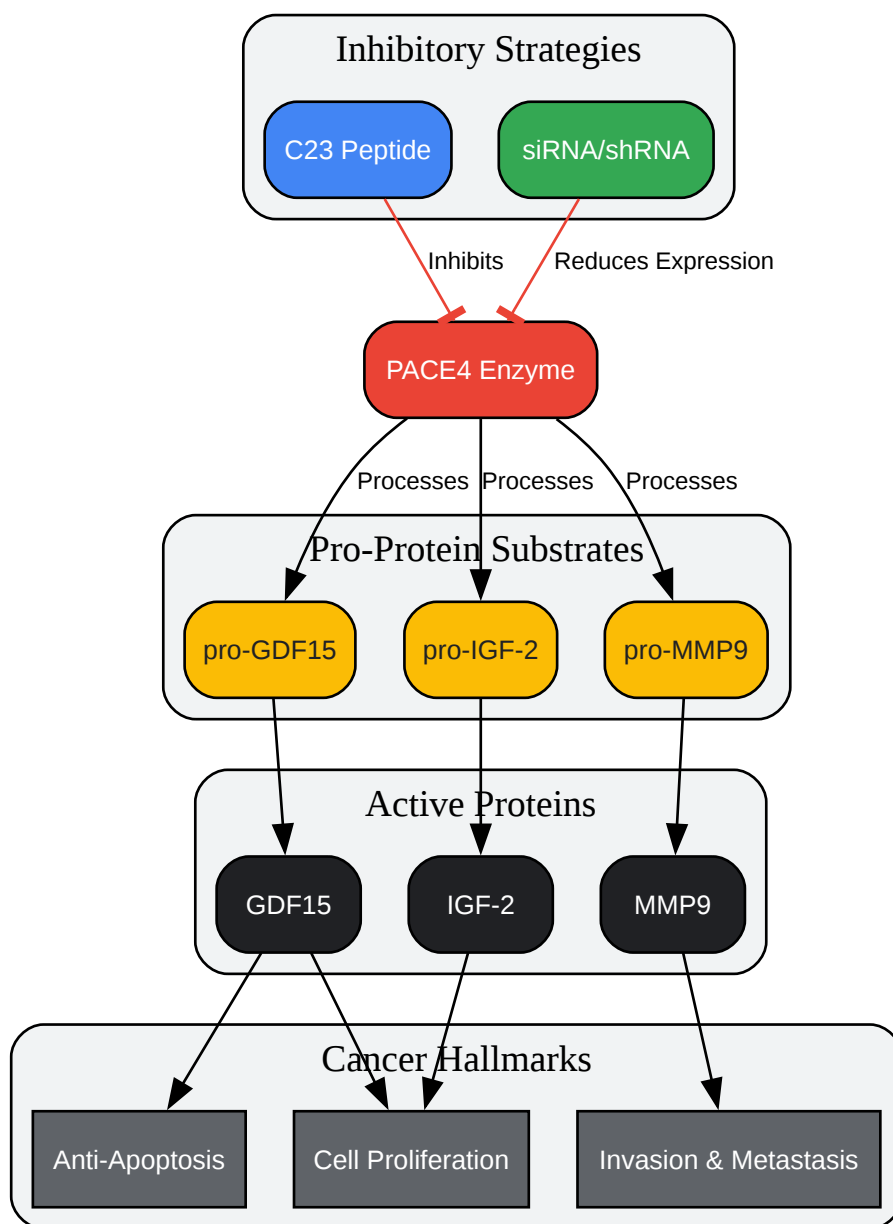 Inhibitory Strategies
C23 Peptide
siRNA/shRNA
Inhibits
Reduces Expression
PACE4 Enzyme
Processes
Processes
Processes
Pro-Protein Substrates
pro-GDF15
pro-IGF-2
pro-MMP9
Active Proteins
GDF15
IGF-2
MMP9
Cancer Hallmarks
Anti-Apoptosis
Cell Proliferation
Invasion & Metastasis